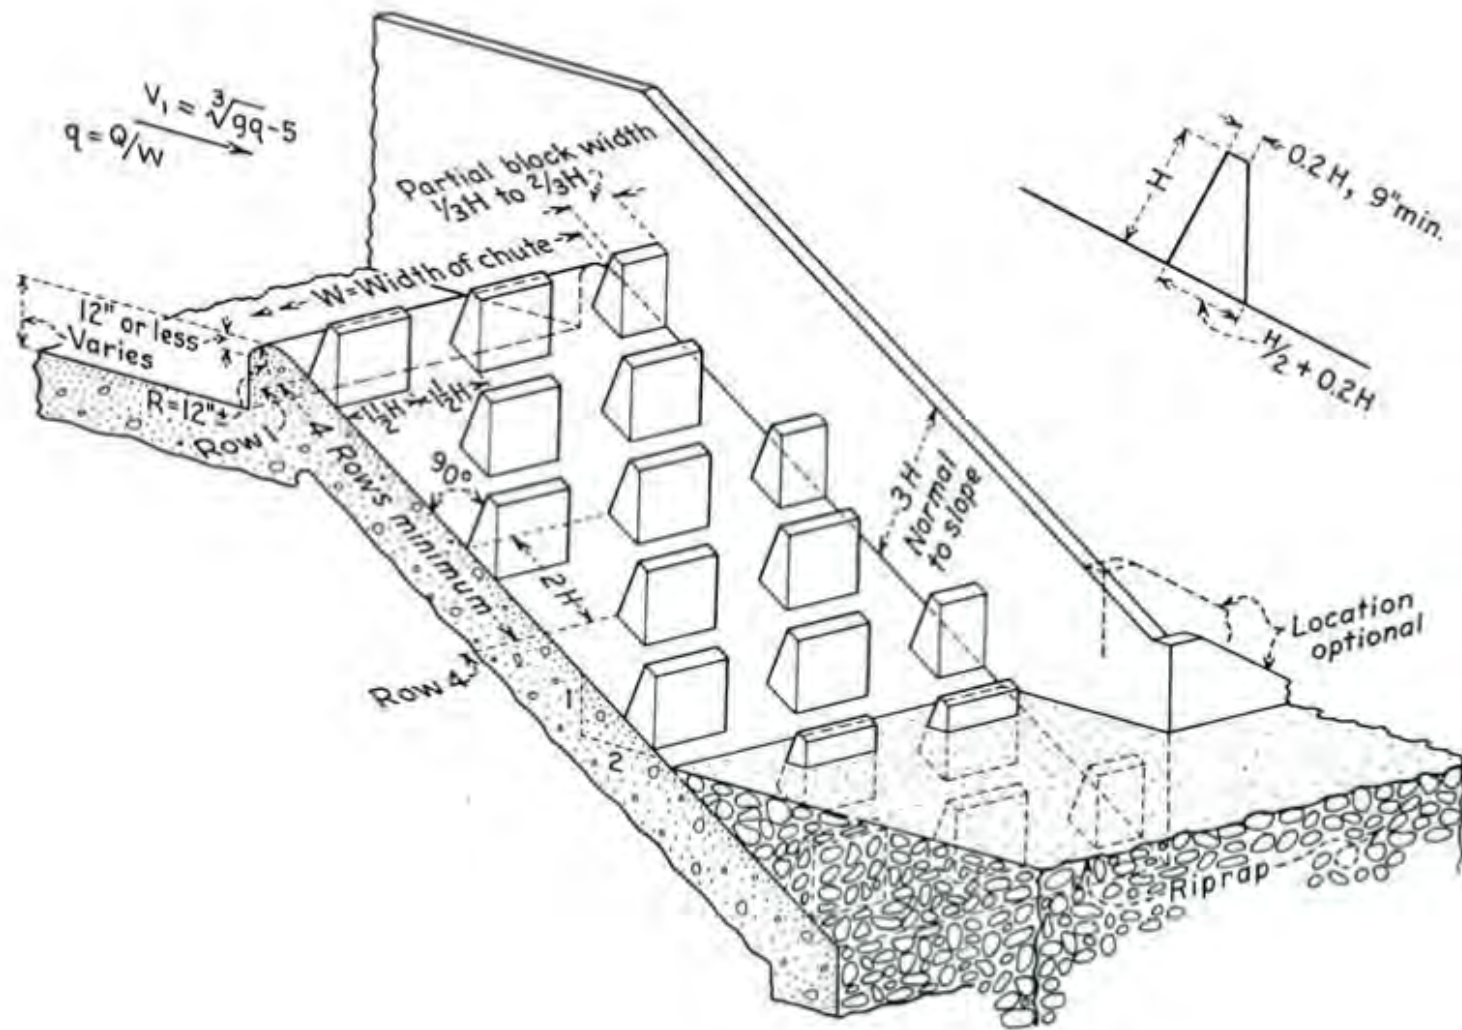 V₁ = ∛gq-5
q = Q/W
Partial block width
⅓H to ⅔H
W=Width of chute
12" or less
Varies
R=12"±
Row 1
4 Rows minimum
1½H
1½H
90°
2H
Row 4
1
2
3H
Normal
to slope
H
0.2H, 9"min.
H/2 + 0.2H
Location
optional
Riprap